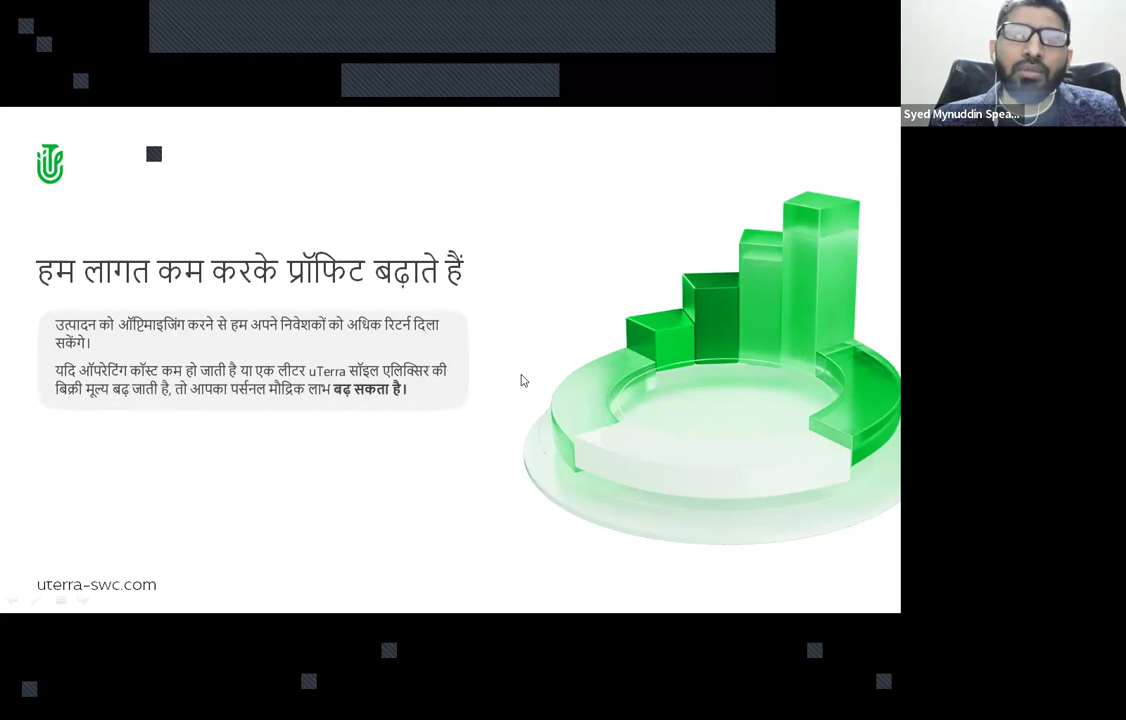 Syed Mynuddin Spea...
हम लागत कम करके प्रॉफिट बढ़ाते हैं
उत्पादन को ऑप्टिमाइजिंग करने से हम अपने निवेशकों को अधिक रिटर्न दिला
सकेंगे।
यदि ऑपरेटिंग कॉस्ट कम हो जाती है या एक लीटर uTerra सॉइल एलिक्सिर की
बिक्री मूल्य बढ़ जाती है, तो आपका पर्सनल मौद्रिक लाभ बढ़ सकता है।
uterra-swc.com